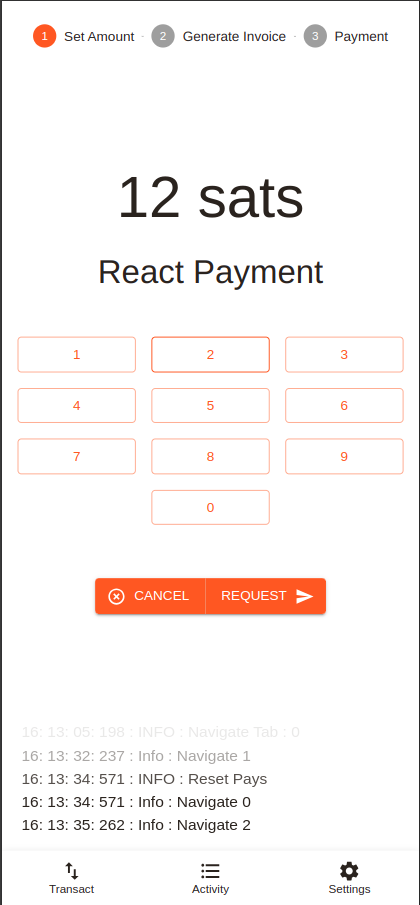 1 Set Amount · 2 Generate Invoice · 3 Payment
12 sats
React Payment
1 2 3
4 5 6
7 8 9
0
CANCEL REQUEST
16: 13: 05: 198 : INFO : Navigate Tab : 0
16: 13: 32: 237 : Info : Navigate 1
16: 13: 34: 571 : INFO : Reset Pays
16: 13: 34: 571 : Info : Navigate 0
16: 13: 35: 262 : Info : Navigate 2
Transact Activity Settings